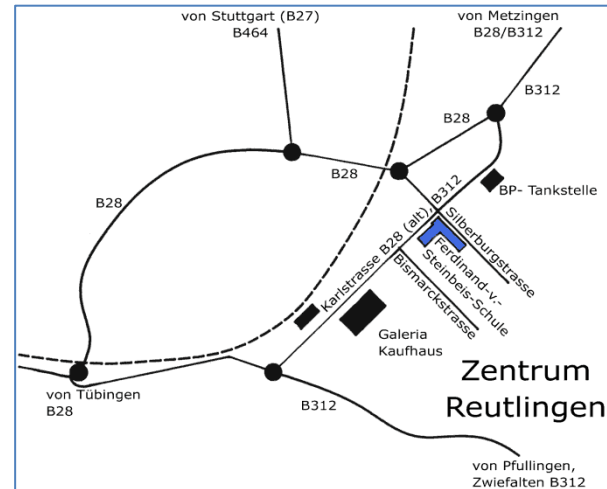 von Stuttgart (B27)
B464
von Metzingen
B28/B312
B312
B28
B28
B28
BP- Tankstelle
Karlstrasse B28 (alt), B312
Silberburgstrasse
Ferdinand-v.-
Steinbeis-Schule
Bismarckstrasse
Galeria
Kaufhaus
Zentrum
Reutlingen
von Tübingen
B28
B312
von Pfullingen,
Zwiefalten B312